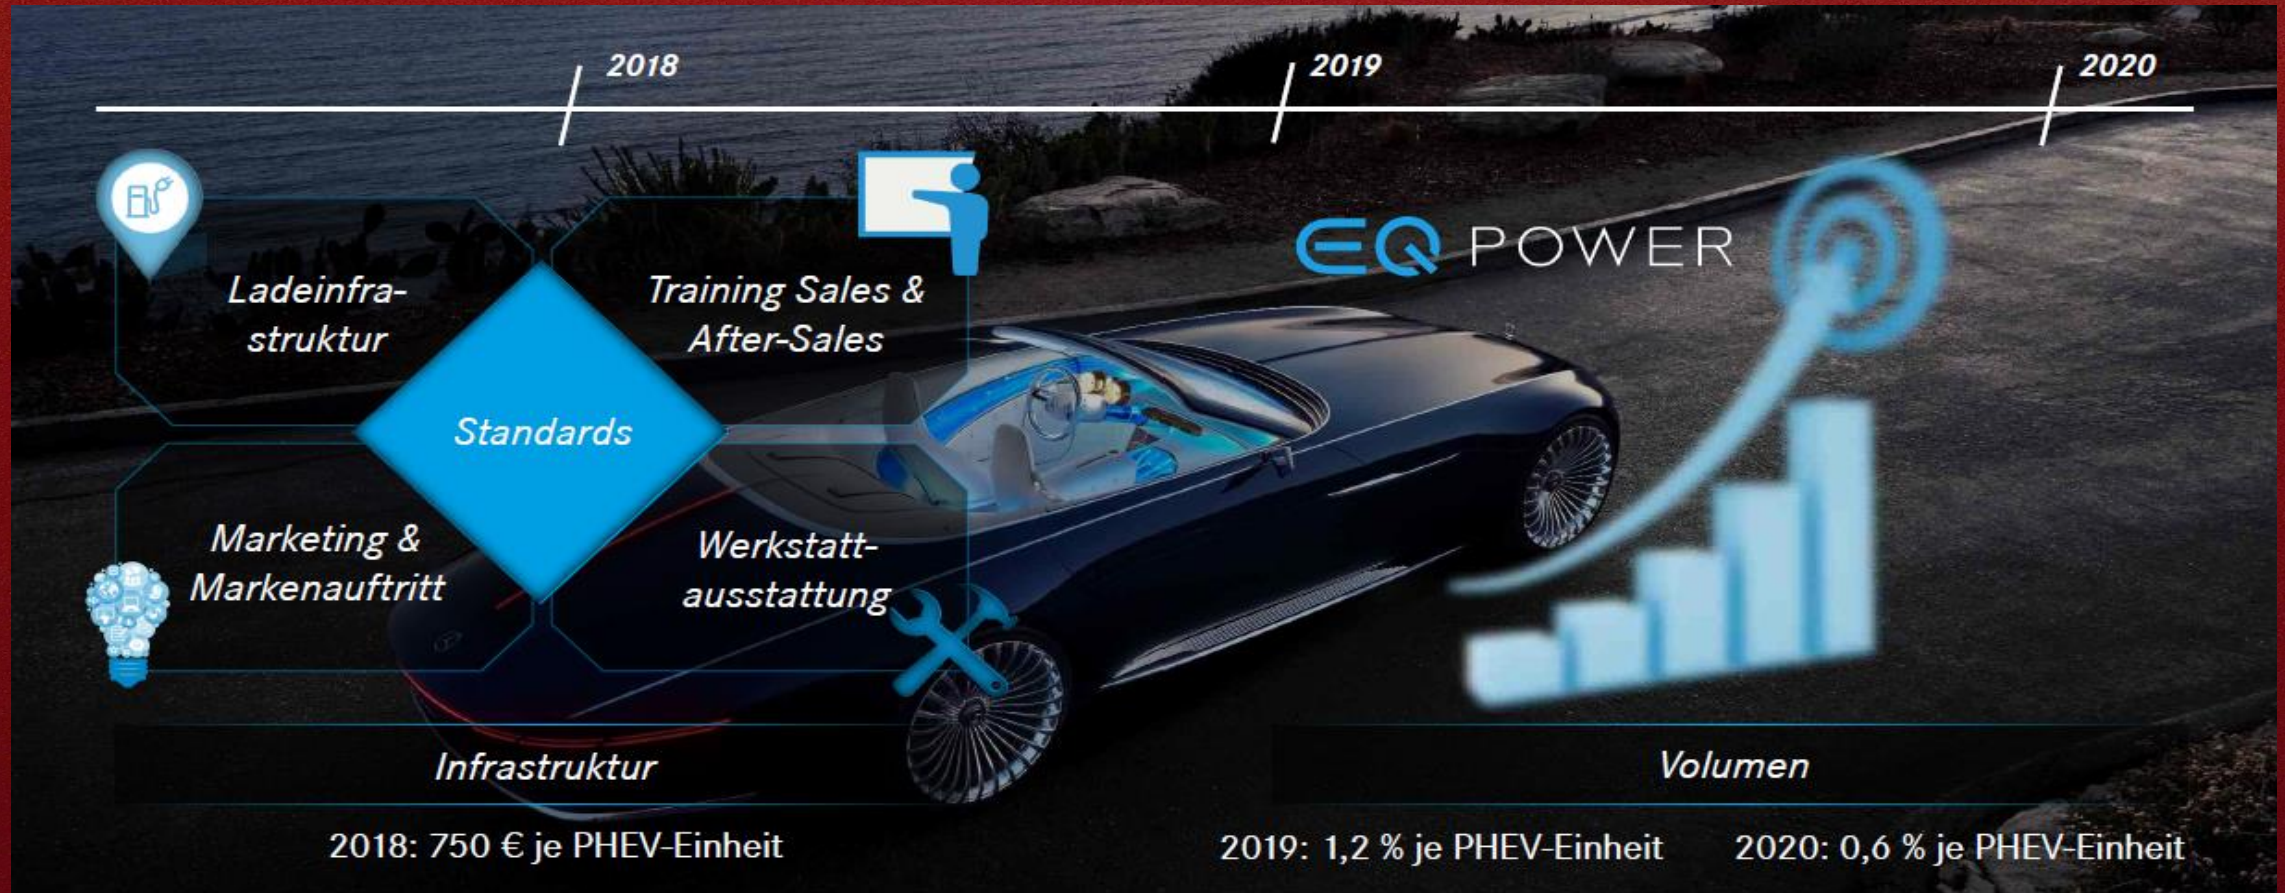 2018
2019
2020
EQ POWER
Ladeinfra-
struktur
Training Sales &
After-Sales
Standards
Marketing &
Markenauftritt
Werkstatt-
ausstattung
Infrastruktur
Volumen
2018: 750 € je PHEV-Einheit
2019: 1,2 % je PHEV-Einheit
2020: 0,6 % je PHEV-Einheit